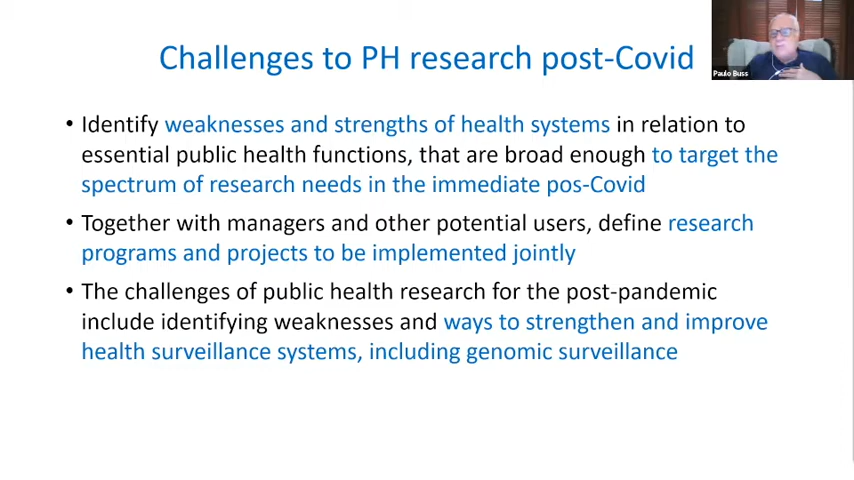 Challenges to PH research post-Covid
Paulo Buss
• Identify weaknesses and strengths of health systems in relation to
essential public health functions, that are broad enough to target the
spectrum of research needs in the immediate pos-Covid
• Together with managers and other potential users, define research
programs and projects to be implemented jointly
• The challenges of public health research for the post-pandemic
include identifying weaknesses and ways to strengthen and improve
health surveillance systems, including genomic surveillance